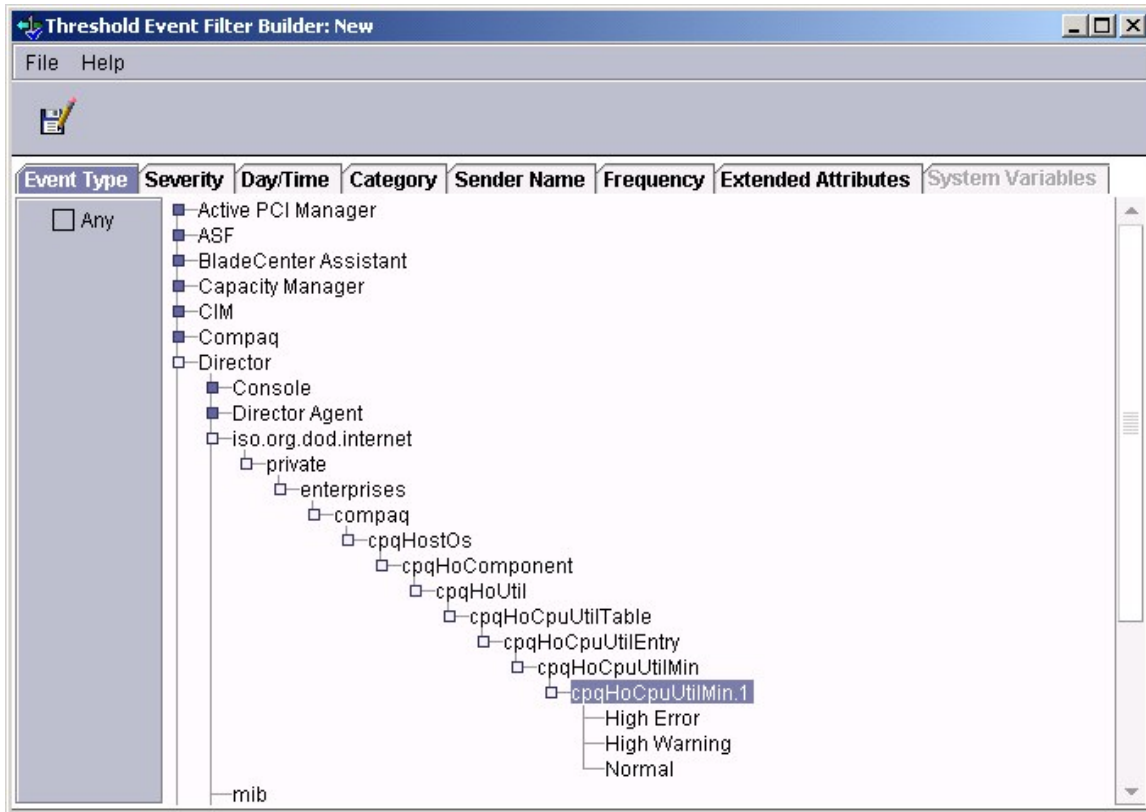 Threshold Event Filter Builder: New
File Help
Event Type Severity Day/Time Category Sender Name Frequency Extended Attributes System Variables
Any
Active PCI Manager
ASF
BladeCenter Assistant
Capacity Manager
CIM
Compaq
Director
Console
Director Agent
iso.org.dod.internet
private
enterprises
compaq
cpqHostOs
cpqHoComponent
cpqHoUtil
cpqHoCpuUtilTable
cpqHoCpuUtilEntry
cpqHoCpuUtilMin
cpqHoCpuUtilMin.1
High Error
High Warning
Normal
mib